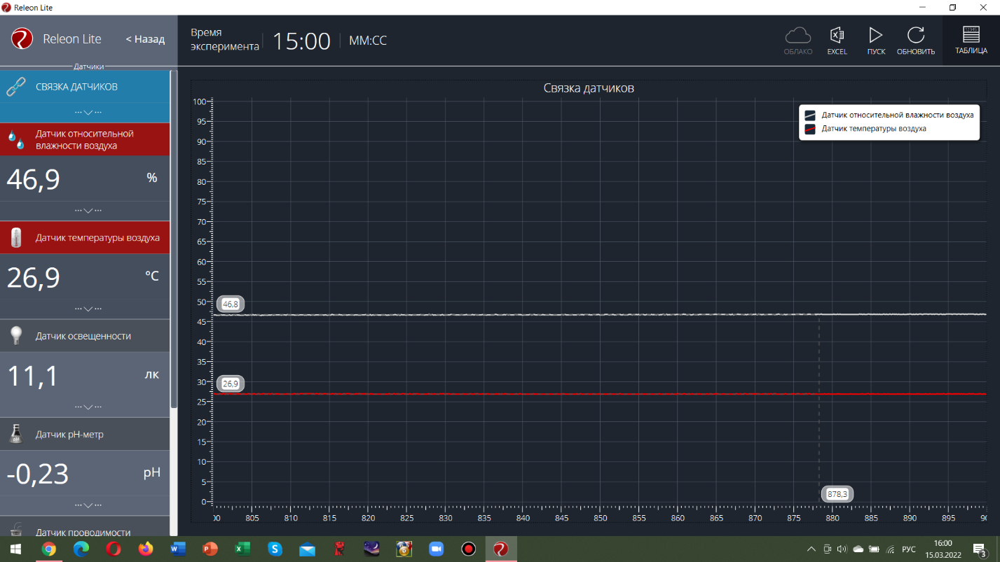 Releon Lite
Releon Lite
< Назад
Время
эксперимента
15:00
ММ:СС
ОБЛАКО
EXCEL
ПУСК
ОБНОВИТЬ
ТАБЛИЦА
Датчики
СВЯЗКА ДАТЧИКОВ
Датчик относительной
влажности воздуха
46,9 %
Датчик температуры воздуха
26,9 °C
Датчик освещенности
11,1 лк
Датчик pH-метр
-0,23 pH
Датчик проводимости
Связка датчиков
Датчик относительной влажности воздуха
Датчик температуры воздуха
100
95
90
85
80
75
70
65
60
55
50
45
40
35
30
25
20
15
10
5
0
46,8
26,9
878,3
00 805 810 815 820 825 830 835 840 845 850 855 860 865 870 875 880 885 890 895 90
РУС
16:00
15.03.2022
3